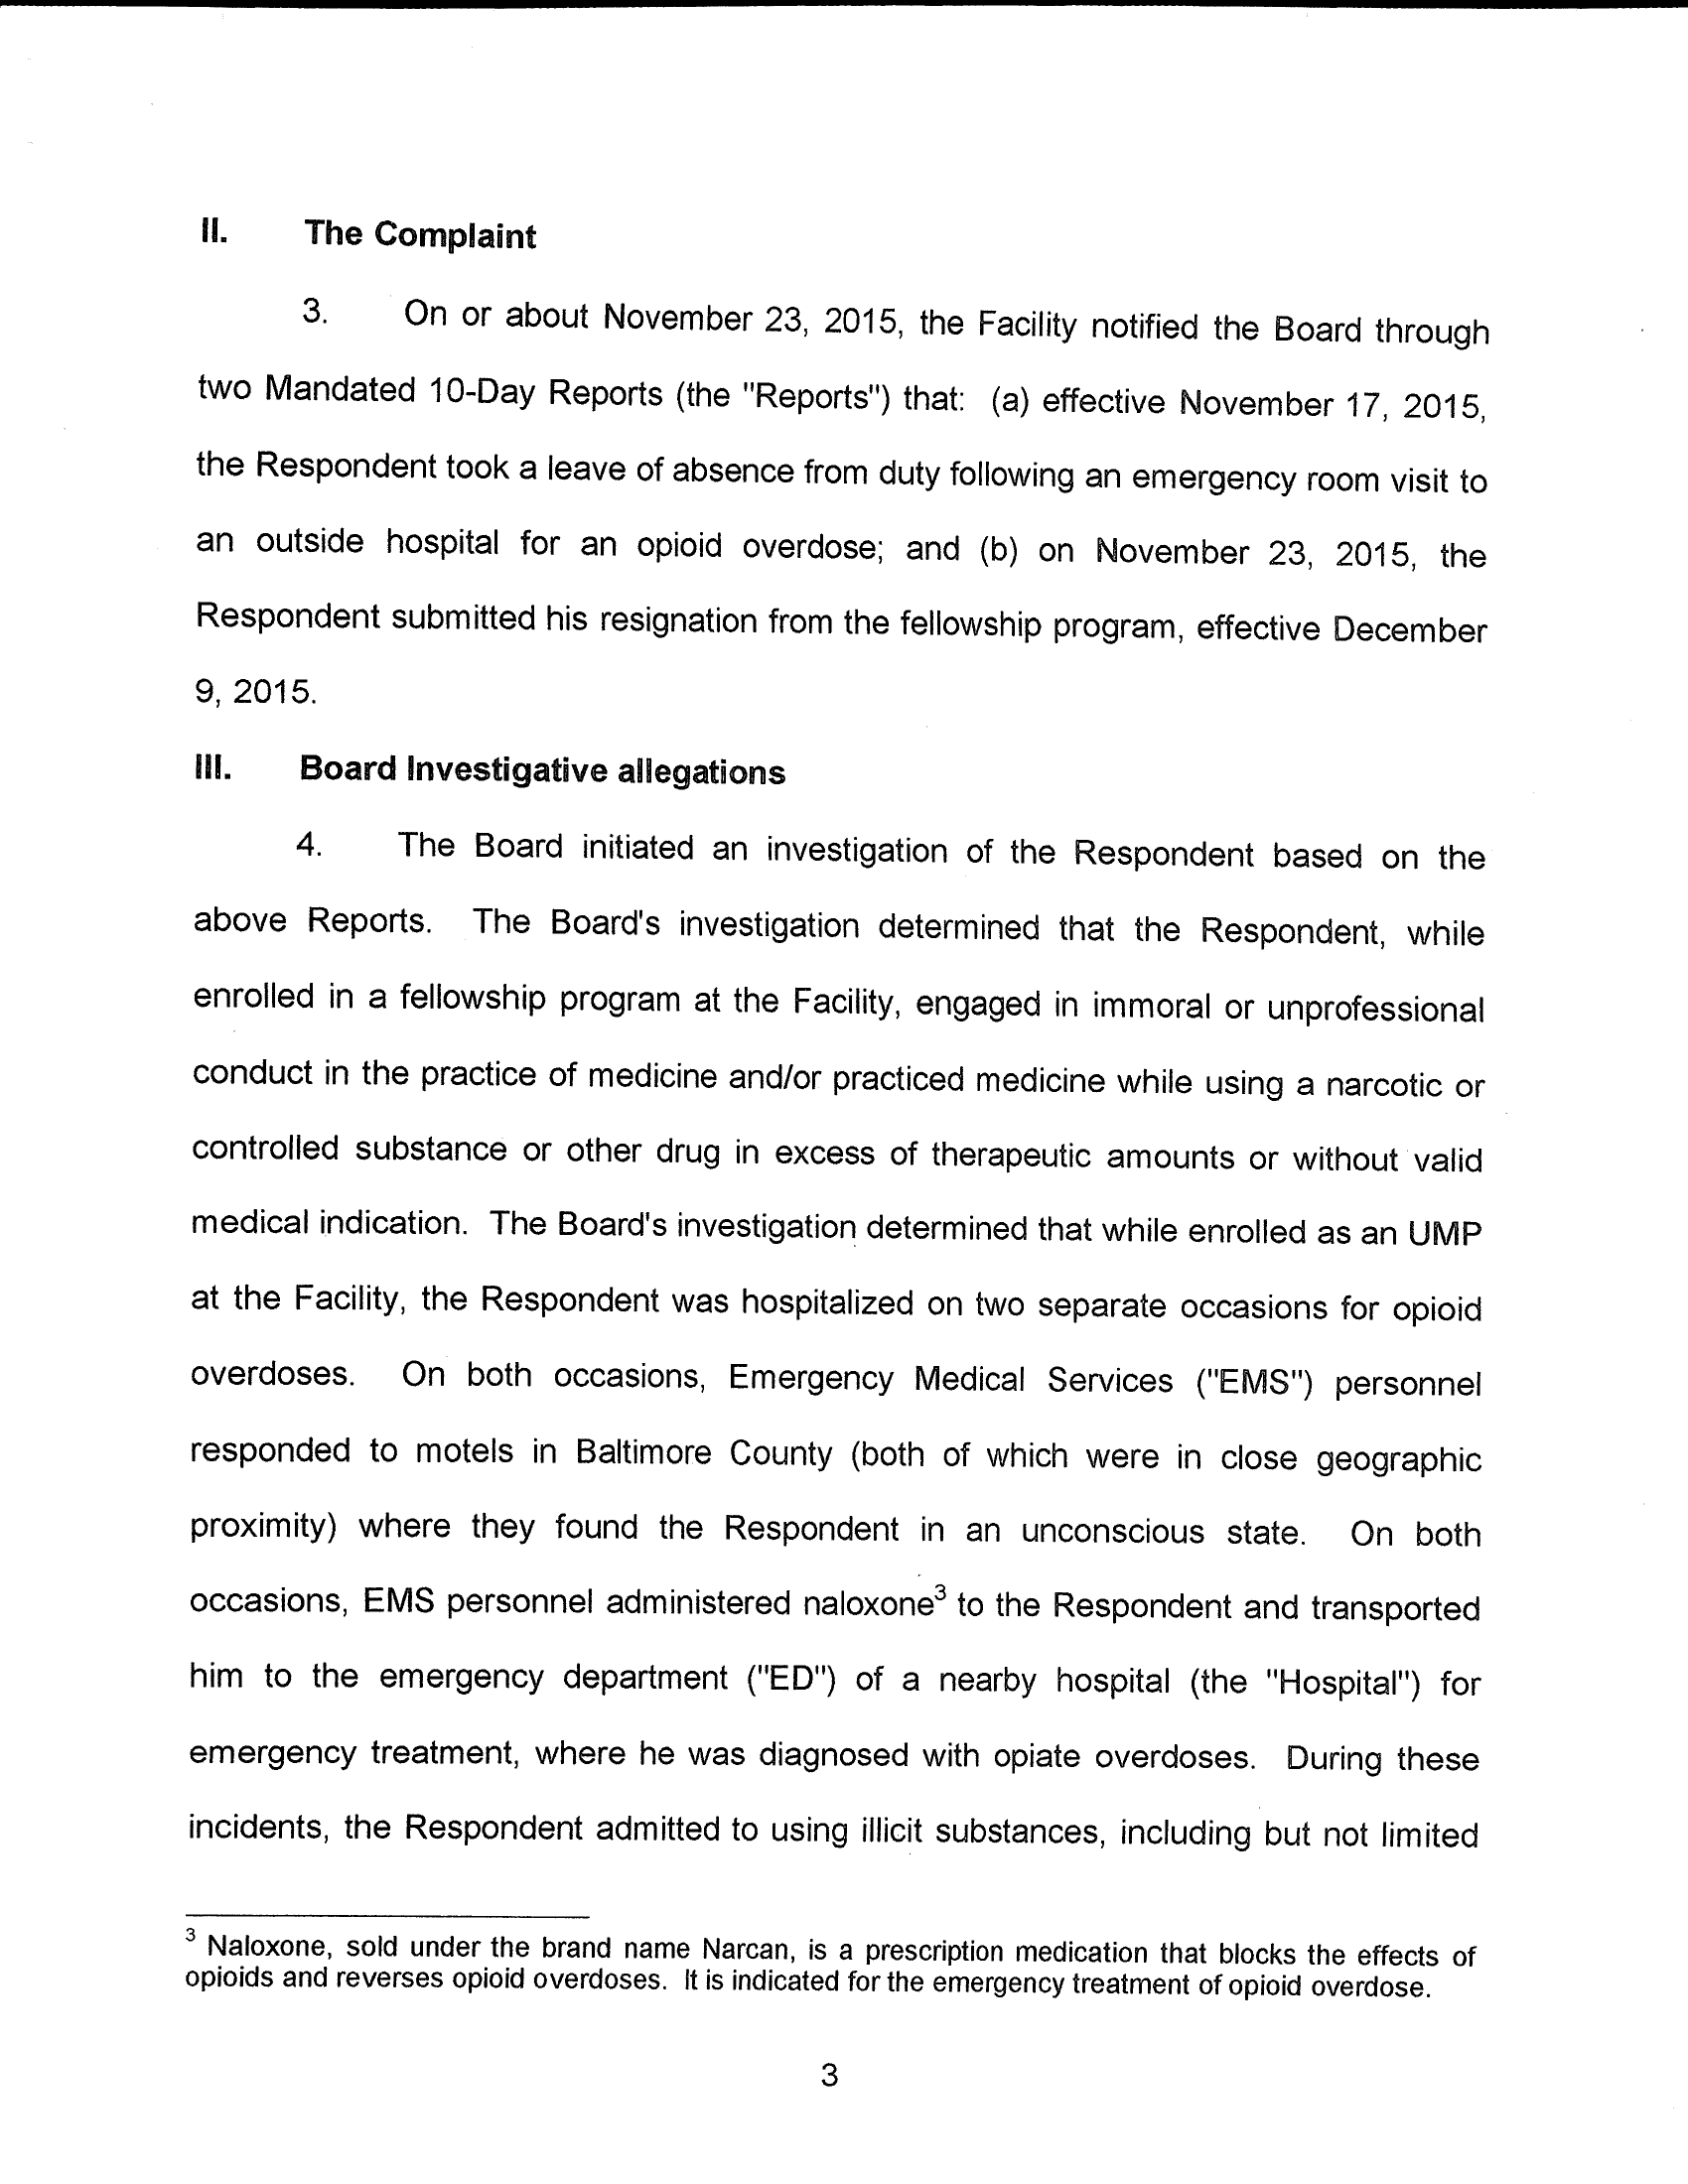 II. The Complaint
3. On or about November 23, 2015, the Facility notified the Board through
two Mandated 10-Day Reports (the "Reports") that: (a) effective November 17, 2015,
the Respondent took a leave of absence from duty following an emergency room visit to
an outside hospital for an opioid overdose; and (b) on November 23, 2015, the
Respondent submitted his resignation from the fellowship program, effective December
9, 2015.
III. Board Investigative allegations
4. The Board initiated an investigation of the Respondent based on the
above Reports. The Board's investigation determined that the Respondent, while
enrolled in a fellowship program at the Facility, engaged in immoral or unprofessional
conduct in the practice of medicine and/or practiced medicine while using a narcotic or
controlled substance or other drug in excess of therapeutic amounts or without valid
medical indication. The Board's investigation determined that while enrolled as an UMP
at the Facility, the Respondent was hospitalized on two separate occasions for opioid
overdoses. On both occasions, Emergency Medical Services ("EMS") personnel
responded to motels in Baltimore County (both of which were in close geographic
proximity) where they found the Respondent in an unconscious state. On both
occasions, EMS personnel administered naloxone³ to the Respondent and transported
him to the emergency department ("ED") of a nearby hospital (the "Hospital") for
emergency treatment, where he was diagnosed with opiate overdoses. During these
incidents, the Respondent admitted to using illicit substances, including but not limited
³ Naloxone, sold under the brand name Narcan, is a prescription medication that blocks the effects of
opioids and reverses opioid overdoses. It is indicated for the emergency treatment of opioid overdose.
3